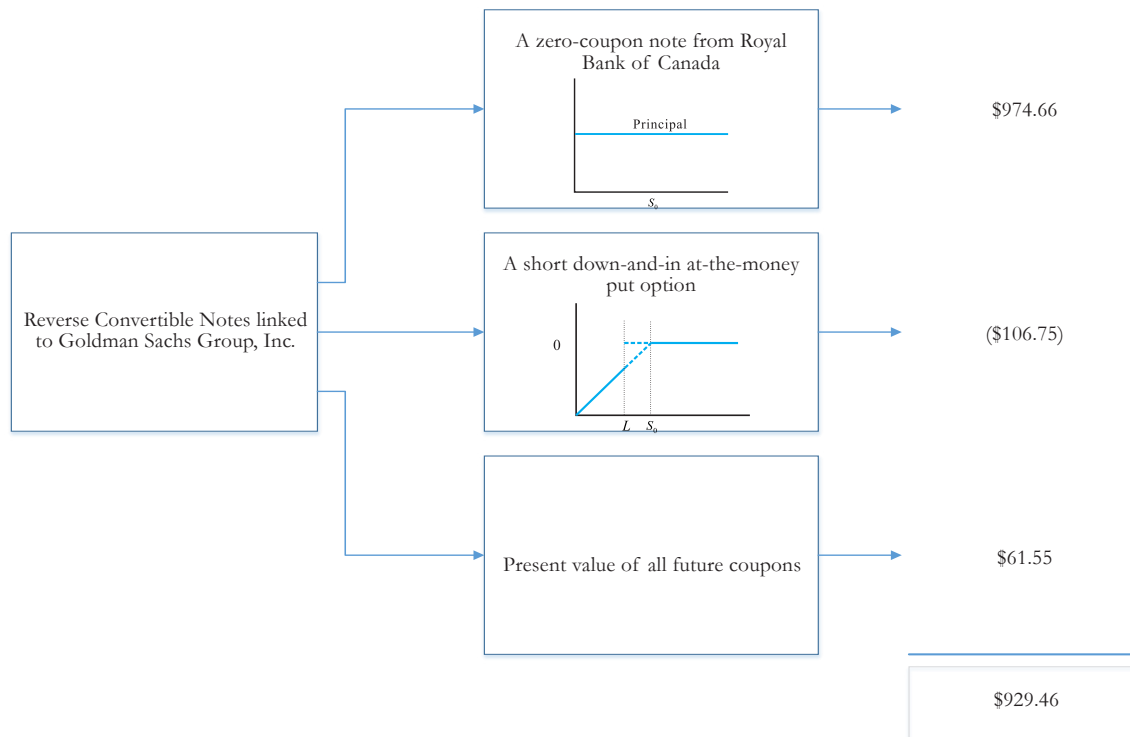 A zero-coupon note from Royal
Bank of Canada
Principal
S₀
$974.66
Reverse Convertible Notes linked
to Goldman Sachs Group, Inc.
A short down-and-in at-the-money
put option
0
L S₀
($106.75)
Present value of all future coupons
$61.55
$929.46